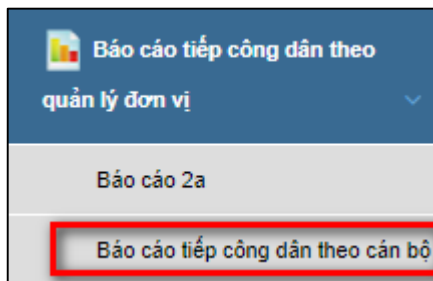 Báo cáo tiếp công dân theo
quản lý đơn vị
Báo cáo 2a
Báo cáo tiếp công dân theo cán bộ